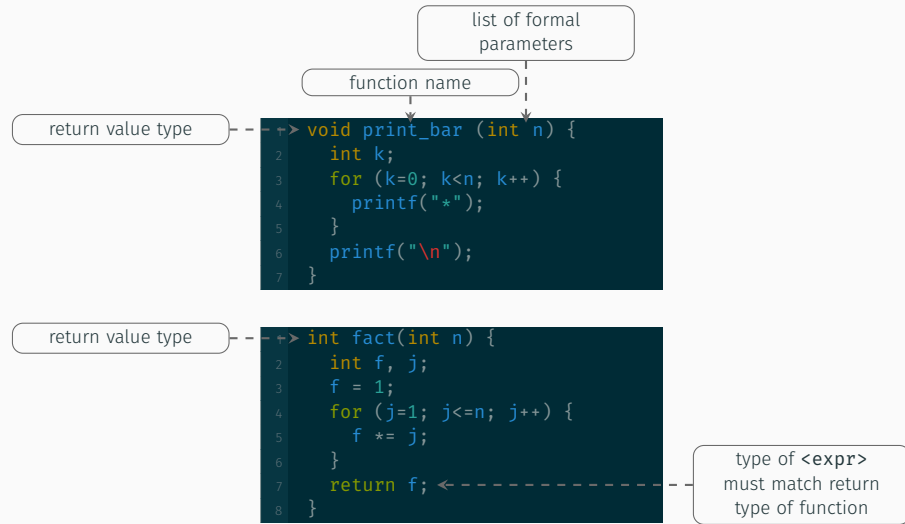 list of formal
parameters
function name
return value type
1 void print_bar (int n) {
2   int k;
3   for (k=0; k<n; k++) {
4     printf("*");
5   }
6   printf("\n");
7 }
return value type
1 int fact(int n) {
2   int f, j;
3   f = 1;
4   for (j=1; j<=n; j++) {
5     f *= j;
6   }
7   return f;
8 }
type of <expr>
must match return
type of function